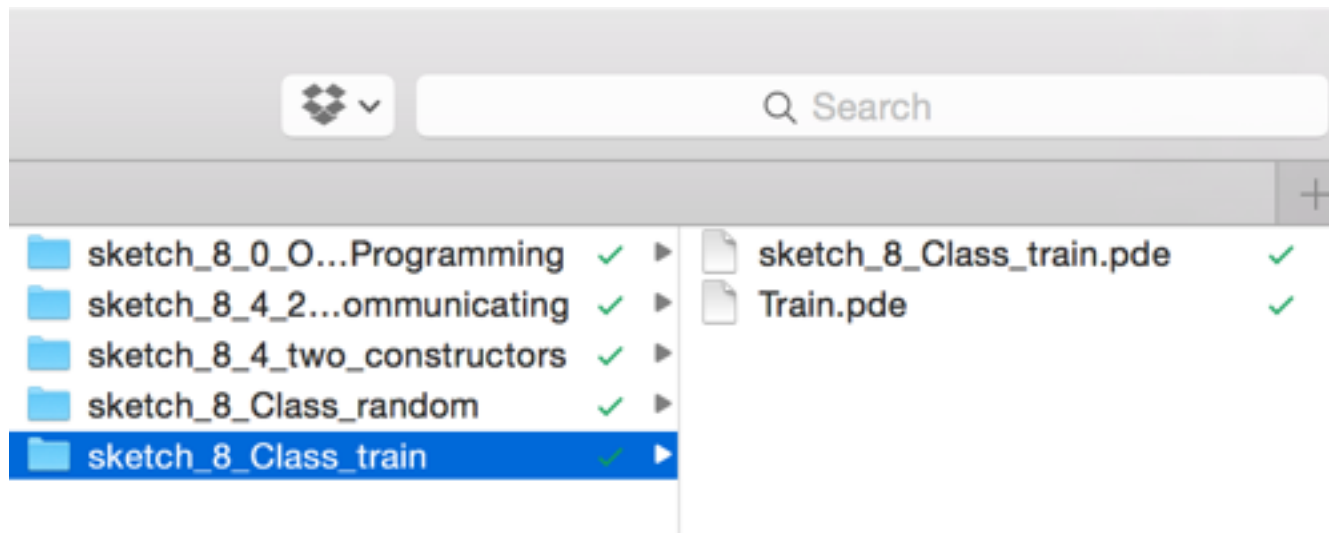 Search
sketch_8_0_O...Programming
sketch_8_4_2...ommunicating
sketch_8_4_two_constructors
sketch_8_Class_random
sketch_8_Class_train
sketch_8_Class_train.pde
Train.pde